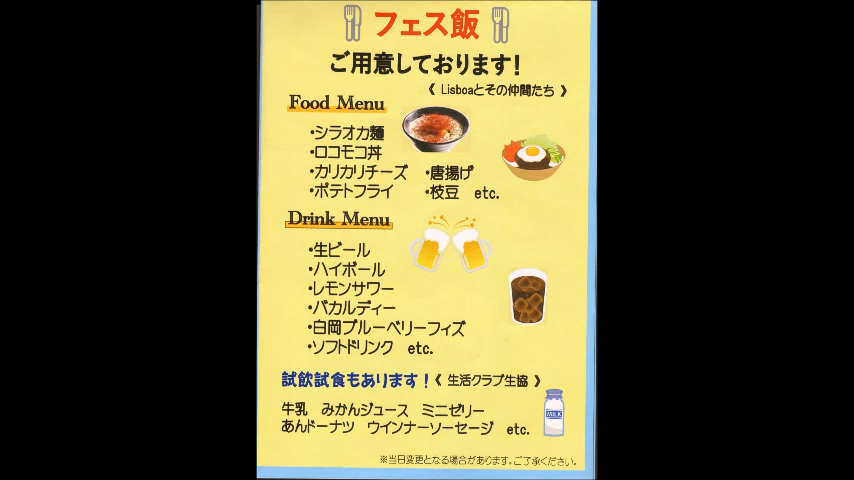 フェス飯
ご用意しております！
《 Lisboaとその仲間たち 》
Food Menu
・シラオカ麺
・ロコモコ丼
・カリカリチーズ ・唐揚げ
・ポテトフライ ・枝豆 etc.
Drink Menu
・生ビール
・ハイボール
・レモンサワー
・バカルディー
・白岡ブルーベリーフィズ
・ソフトドリンク etc.
試飲試食もあります！《 生活クラブ生協 》
牛乳 みかんジュース ミニゼリー
MILK
あんドーナツ ウインナーソーセージ etc.
※当日変更となる場合があります。ご了承ください。